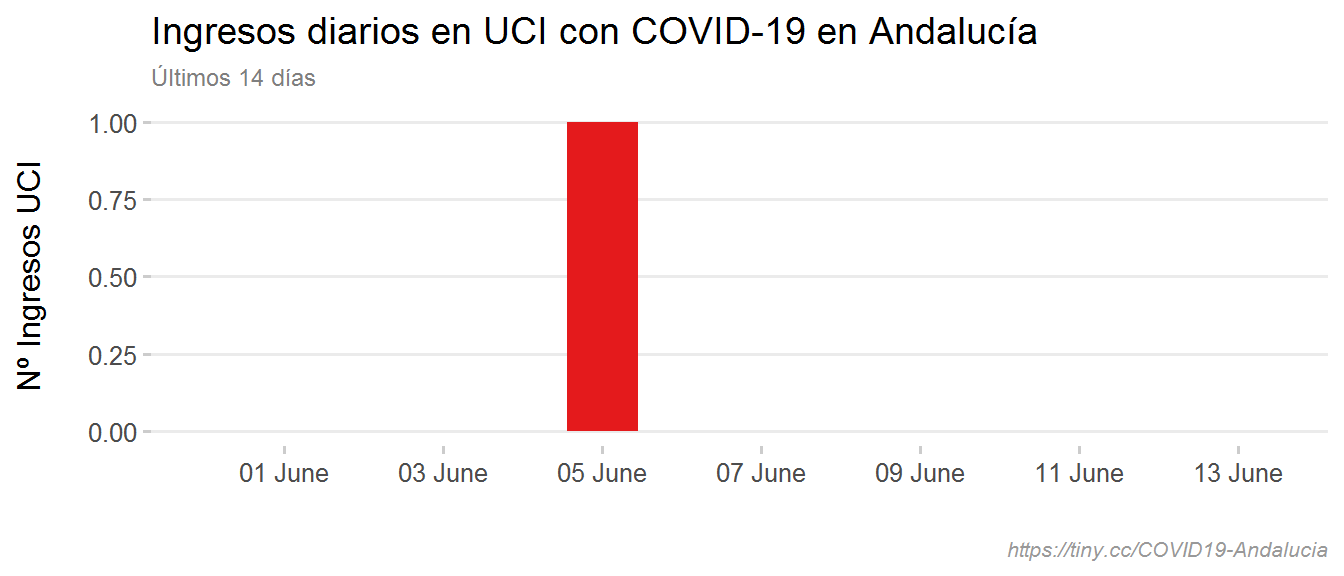 Ingresos diarios en UCI con COVID-19 en Andalucía
Últimos 14 días
Nº Ingresos UCI
1.00
0.75
0.50
0.25
0.00
01 June 03 June 05 June 07 June 09 June 11 June 13 June
https://tiny.cc/COVID19-Andalucia